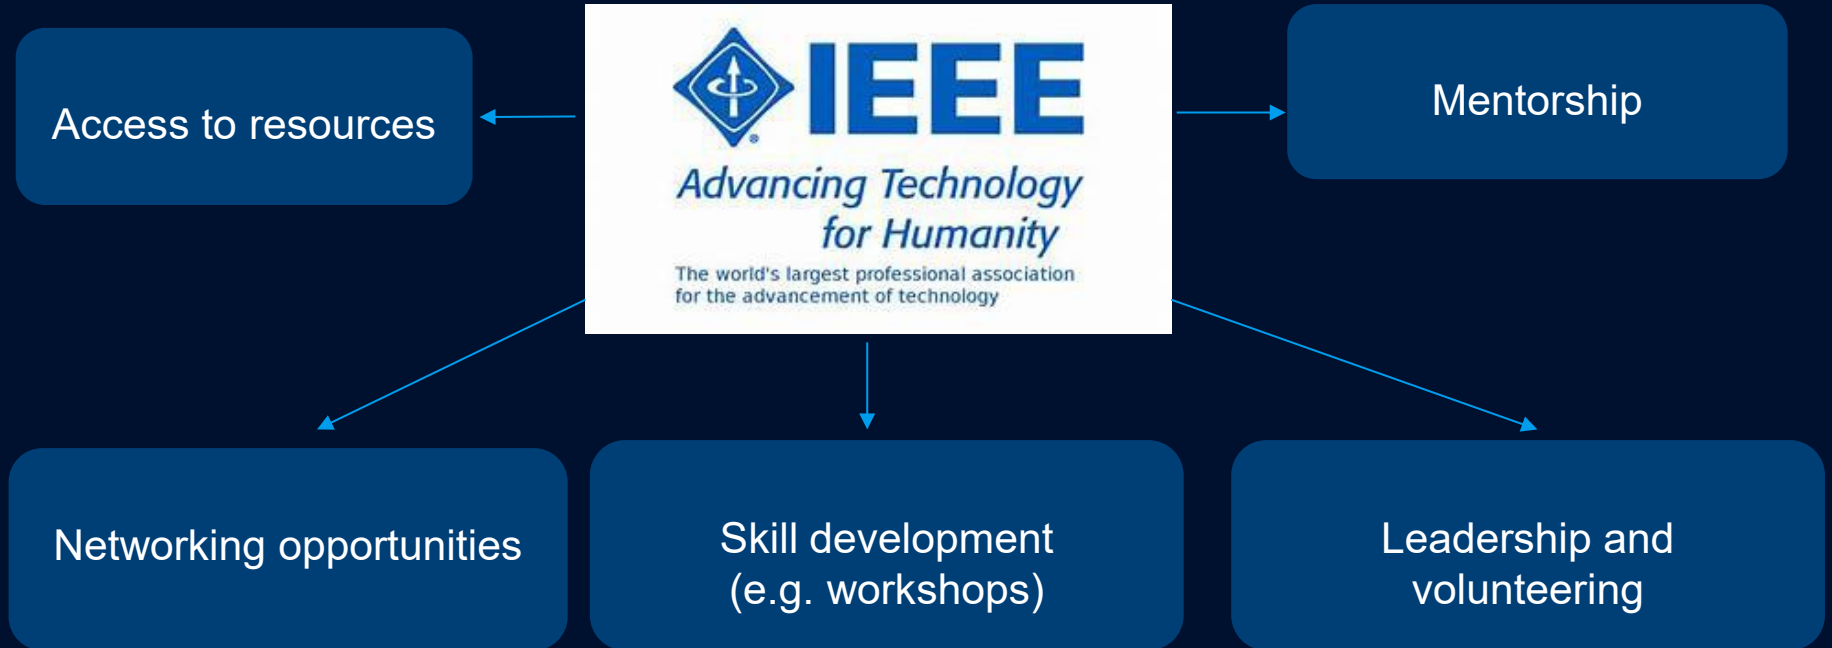 Access to resources
IEEE
Advancing Technology
for Humanity
The world's largest professional association
for the advancement of technology
Mentorship
Networking opportunities
Skill development
(e.g. workshops)
Leadership and
volunteering